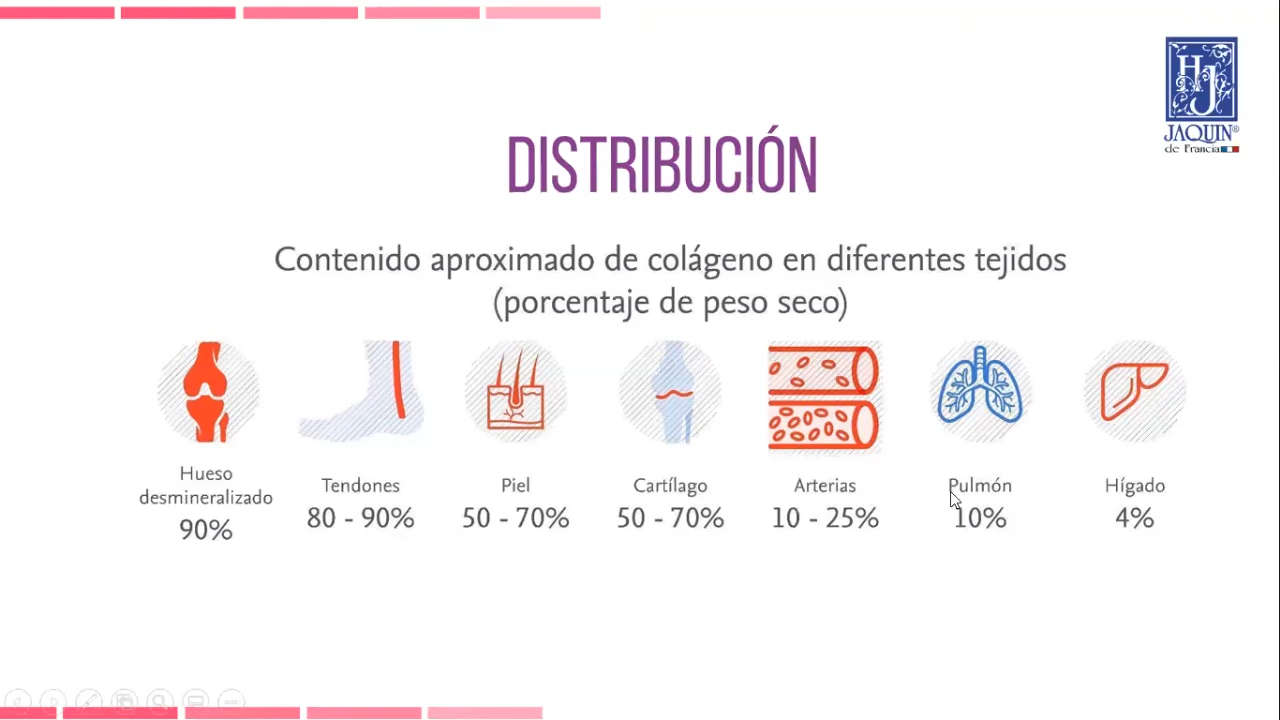 HJ
JAQUIN®
de Francia
DISTRIBUCIÓN
Contenido aproximado de colágeno en diferentes tejidos
(porcentaje de peso seco)
Hueso
desmineralizado
90%
Tendones
80 - 90%
Piel
50 - 70%
Cartílago
50 - 70%
Arterias
10 - 25%
Pulmón
10%
Hígado
4%